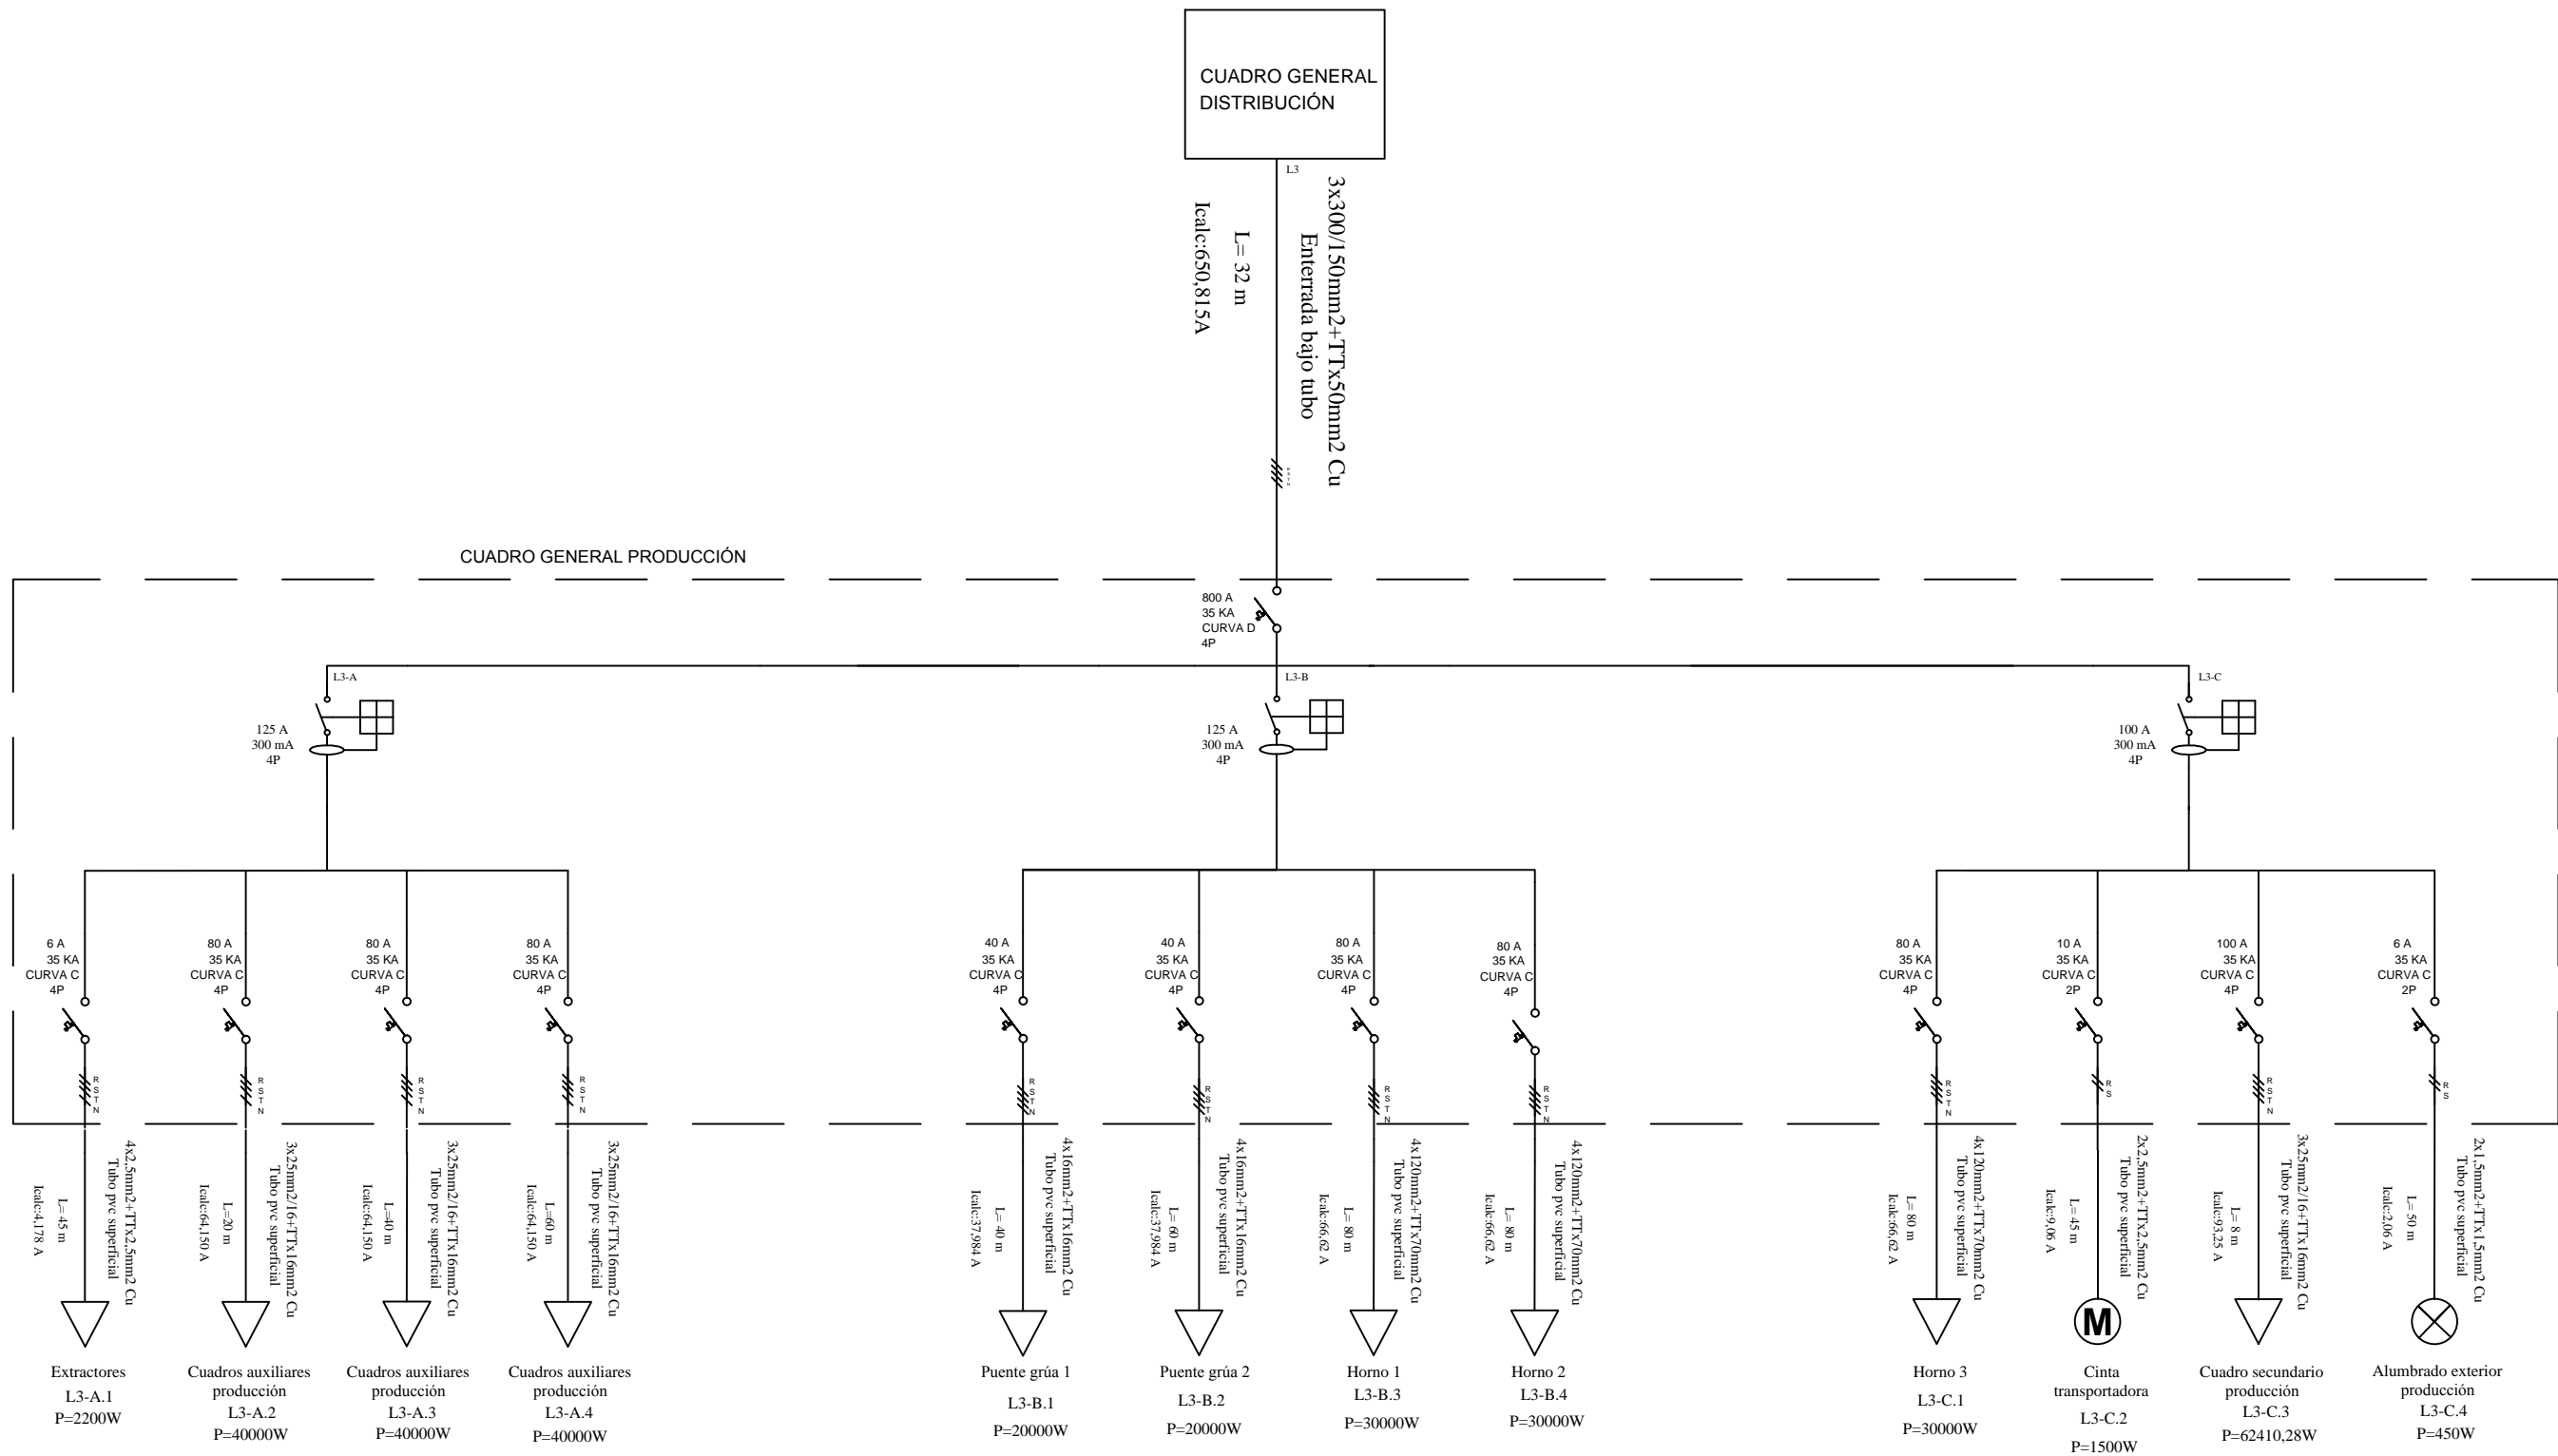 CUADRO GENERAL
DISTRIBUCIÓN
L3
3x300/150mm2+TTx50mm2 Cu
Enterrada bajo tubo
L= 32 m
Icalc:650,815A
R
S
T
N
CUADRO GENERAL PRODUCCIÓN
800 A
35 KA
CURVA D
4P
L3-A
125 A
300 mA
4P
L3-B
125 A
300 mA
4P
L3-C
100 A
300 mA
4P
6 A
35 KA
CURVA C
4P
R
S
T
N
4x2,5mm2+TTx2,5mm2 Cu
Tubo pvc superficial
L= 45 m
Icalc:4,178 A
Extractores
L3-A.1
P=2200W
80 A
35 KA
CURVA C
4P
R
S
T
N
3x25mm2/16+TTx16mm2 Cu
Tubo pvc superficial
L=20 m
Icalc:64,150 A
Cuadros auxiliares
producción
L3-A.2
P=40000W
80 A
35 KA
CURVA C
4P
R
S
T
N
3x25mm2/16+TTx16mm2 Cu
Tubo pvc superficial
L=40 m
Icalc:64,150 A
Cuadros auxiliares
producción
L3-A.3
P=40000W
80 A
35 KA
CURVA C
4P
R
S
T
N
3x25mm2/16+TTx16mm2 Cu
Tubo pvc superficial
L=60 m
Icalc:64,150 A
Cuadros auxiliares
producción
L3-A.4
P=40000W
40 A
35 KA
CURVA C
4P
R
S
T
N
4x16mm2+TTx16mm2 Cu
Tubo pvc superficial
L= 40 m
Icalc:37,984 A
Puente grúa 1
L3-B.1
P=20000W
40 A
35 KA
CURVA C
4P
R
S
T
N
4x16mm2+TTx16mm2 Cu
Tubo pvc superficial
L= 60 m
Icalc:37,984 A
Puente grúa 2
L3-B.2
P=20000W
80 A
35 KA
CURVA C
4P
R
S
T
N
4x120mm2+TTx70mm2 Cu
Tubo pvc superficial
L= 80 m
Icalc:66,62 A
Horno 1
L3-B.3
P=30000W
80 A
35 KA
CURVA C
4P
R
S
T
N
4x120mm2+TTx70mm2 Cu
Tubo pvc superficial
L= 80 m
Icalc:66,62 A
Horno 2
L3-B.4
P=30000W
80 A
35 KA
CURVA C
4P
R
S
T
N
4x120mm2+TTx70mm2 Cu
Tubo pvc superficial
L= 80 m
Icalc:66,62 A
Horno 3
L3-C.1
P=30000W
10 A
35 KA
CURVA C
2P
R
S
2x2,5mm2+TTx2,5mm2 Cu
Tubo pvc superficial
L= 45 m
Icalc:9,06 A
M
Cinta
transportadora
L3-C.2
P=1500W
100 A
35 KA
CURVA C
4P
R
S
T
N
3x25mm2/16+TTx16mm2 Cu
Tubo pvc superficial
L= 8 m
Icalc:93,25 A
Cuadro secundario
producción
L3-C.3
P=62410,28W
6 A
35 KA
CURVA C
2P
R
S
2x1,5mm2+TTx1,5mm2 Cu
Tubo pvc superficial
L= 50 m
Icalc:2,06 A
Alumbrado exterior
producción
L3-C.4
P=450W